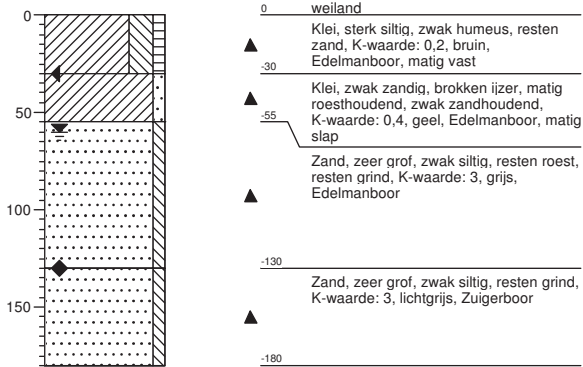 0
50
100
150
0 weiland
Klei, sterk siltig, zwak humeus, resten
zand, K-waarde: 0,2, bruin,
Edelmanboor, matig vast
-30
Klei, zwak zandig, brokken ijzer, matig
roesthoudend, zwak zandhoudend,
K-waarde: 0,4, geel, Edelmanboor, matig
slap
-55
Zand, zeer grof, zwak siltig, resten roest,
resten grind, K-waarde: 3, grijs,
Edelmanboor
-130
Zand, zeer grof, zwak siltig, resten grind,
K-waarde: 3, lichtgrijs, Zuigerboor
-180